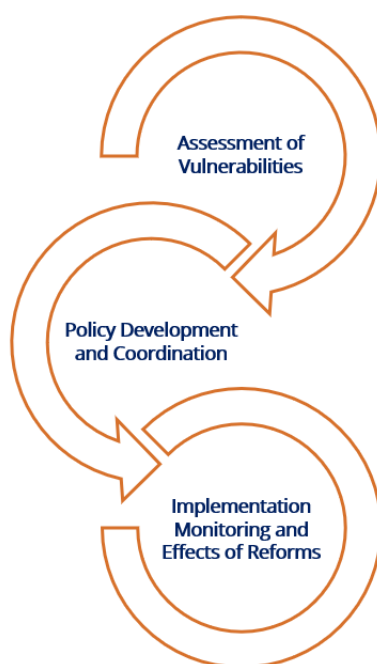 Assessment of
Vulnerabilities
Policy Development
and Coordination
Implementation
Monitoring and
Effects of Reforms